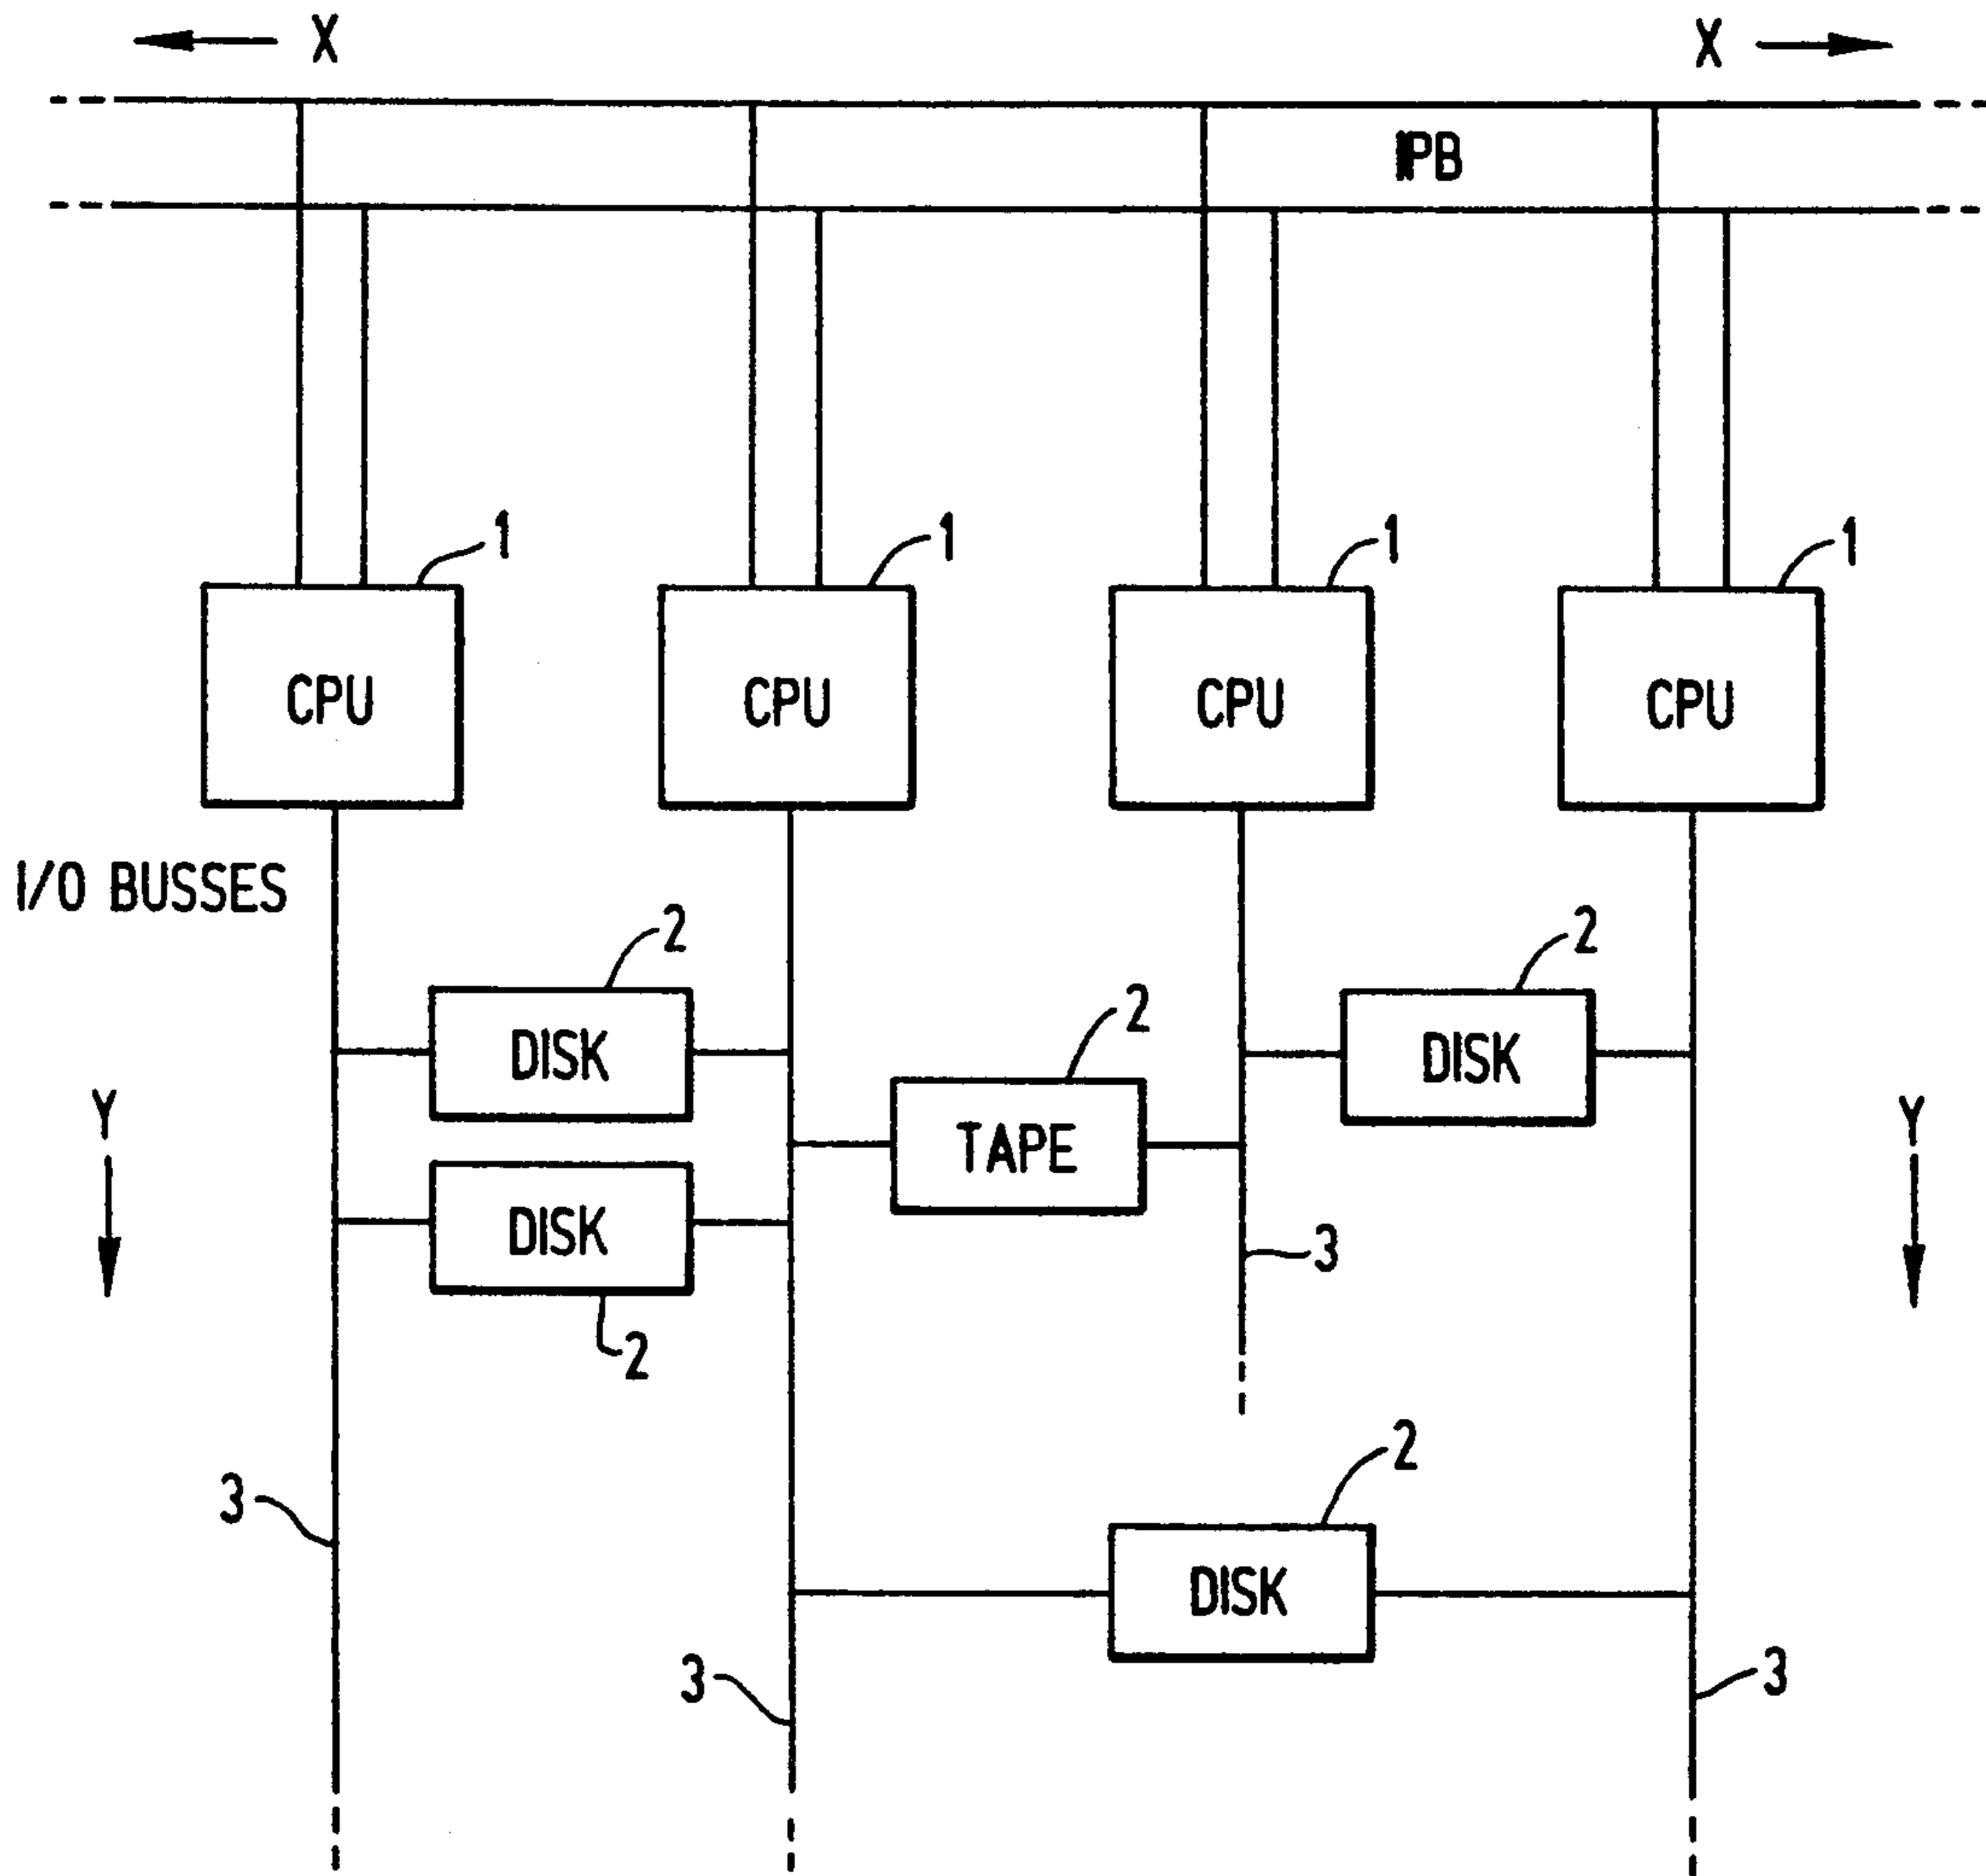 X X
IPB
1 1 1 1
CPU CPU CPU CPU
I/O BUSSES
2 2
2
DISK DISK
Y Y
TAPE
DISK
3
2
2
3
DISK
3 3